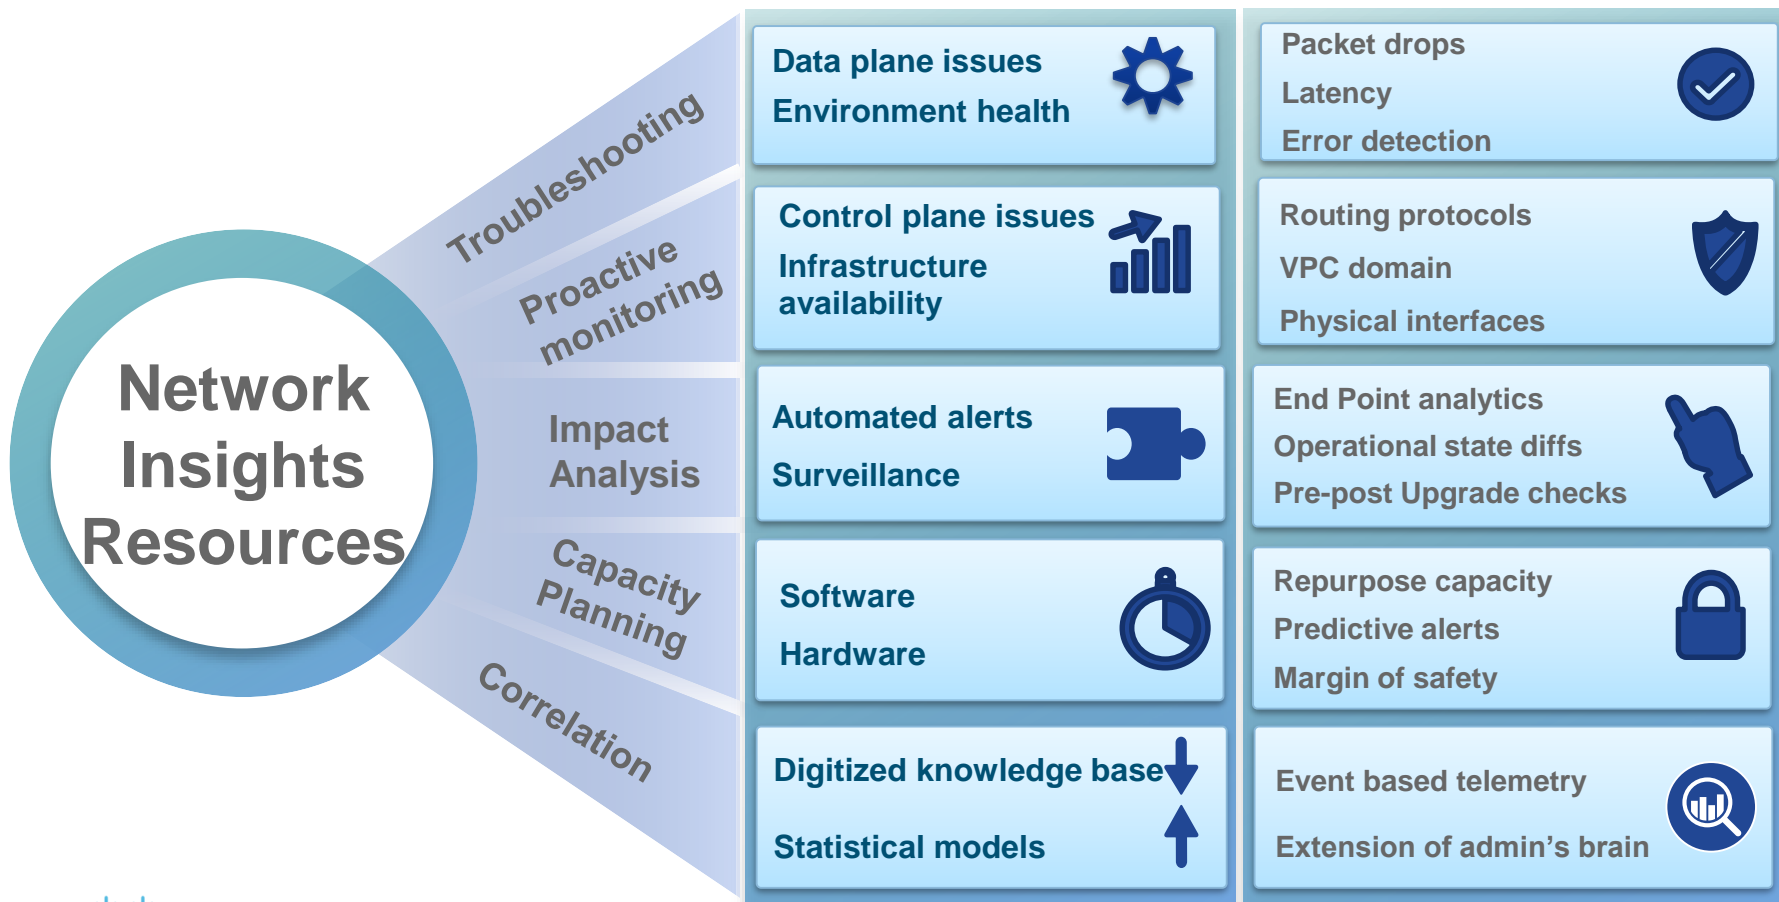 Network
Insights
Resources
Troubleshooting
Proactive
monitoring
Impact
Analysis
Capacity
Planning
Correlation
Data plane issues
Environment health
Control plane issues
Infrastructure
availability
Automated alerts
Surveillance
Software
Hardware
Digitized knowledge base
Statistical models
Packet drops
Latency
Error detection
Routing protocols
VPC domain
Physical interfaces
End Point analytics
Operational state diffs
Pre-post Upgrade checks
Repurpose capacity
Predictive alerts
Margin of safety
Event based telemetry
Extension of admin’s brain